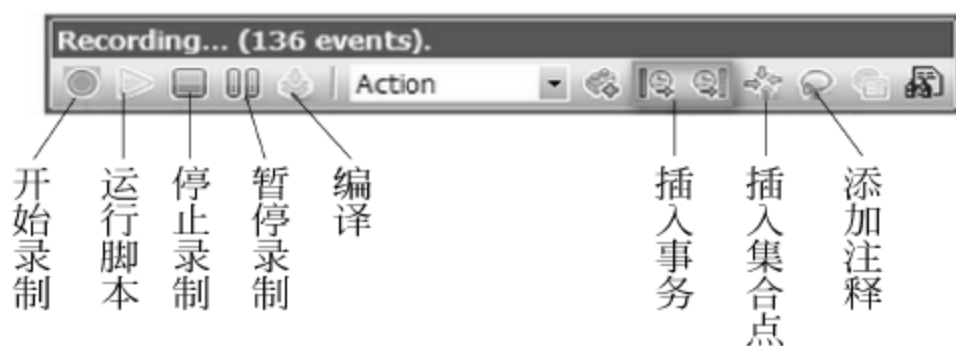 Recording... (136 events).
Action
开始录制
运行脚本
停止录制
暂停录制
编译
插入事务
插入集合点
添加注释